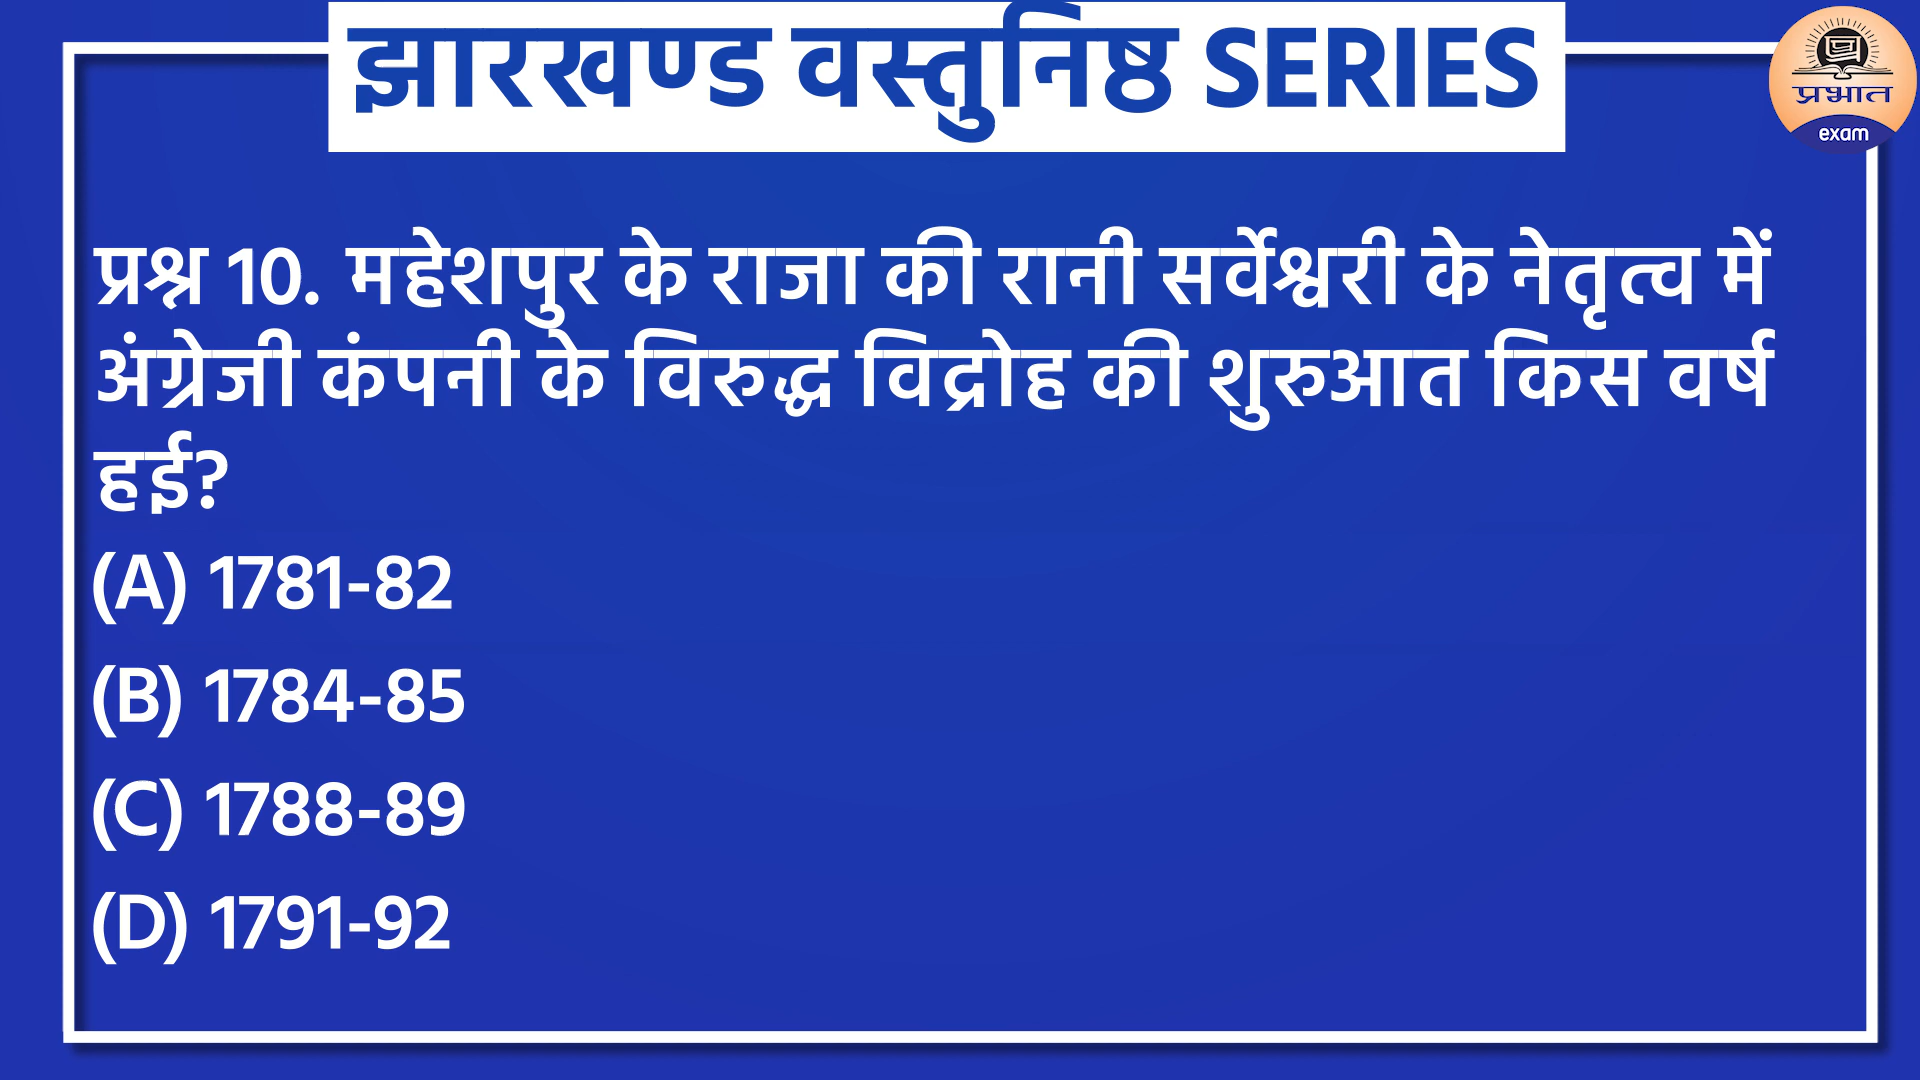 झारखण्ड वस्तुनिष्ठ SERIES
प्र
प्रभात
exam
प्रश्न 10. महेशपुर के राजा की रानी सर्वेश्वरी के नेतृत्व में
अंग्रेजी कंपनी के विरुद्ध विद्रोह की शुरुआत किस वर्ष
हई?
(A) 1781-82
(B) 1784-85
(C) 1788-89
(D) 1791-92